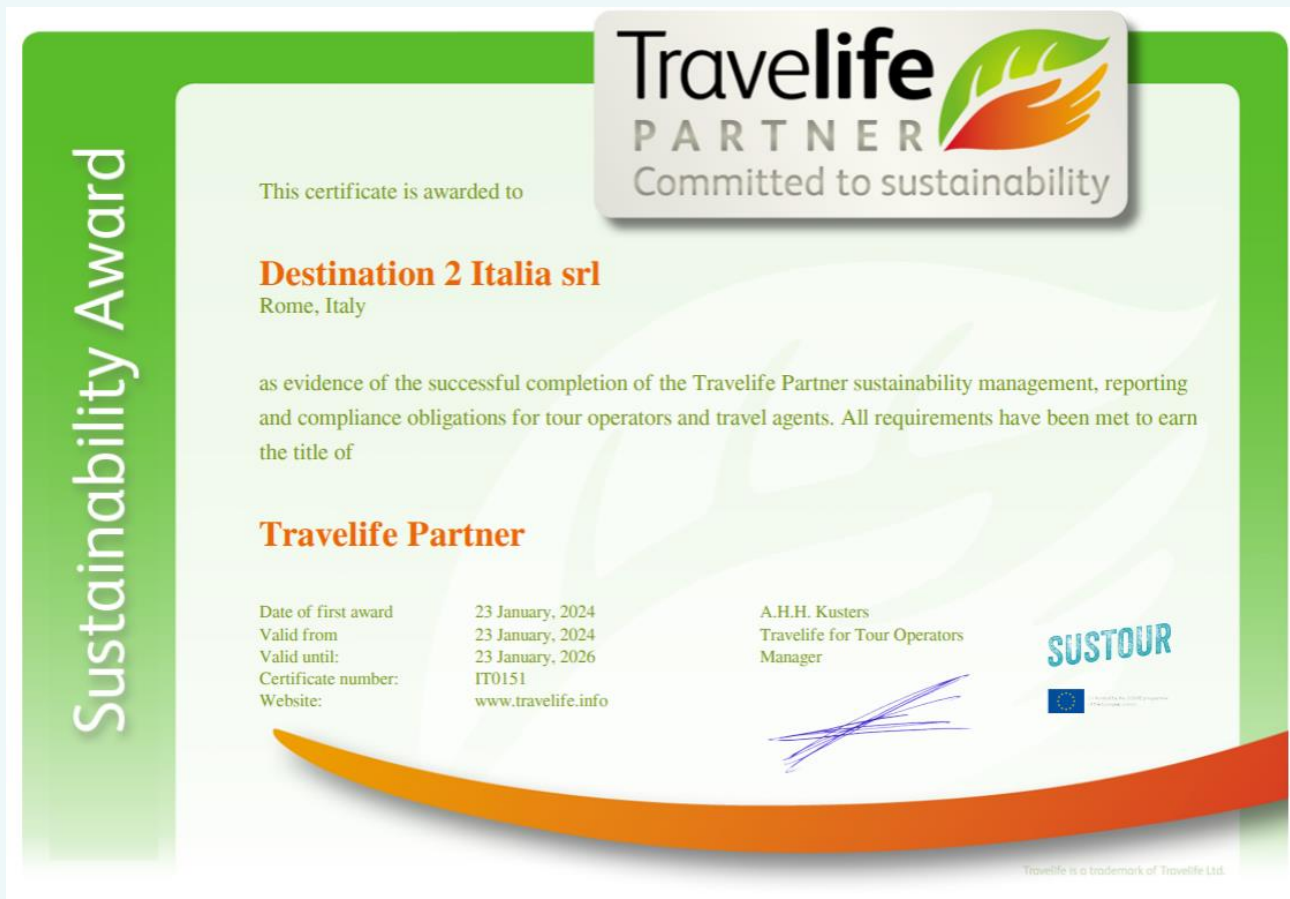 Travelife
PARTNER
Committed to sustainability
Sustainability Award
This certificate is awarded to
Destination 2 Italia srl
Rome, Italy
as evidence of the successful completion of the Travelife Partner sustainability management, reporting
and compliance obligations for tour operators and travel agents. All requirements have been met to earn
the title of
Travelife Partner
Date of first award 23 January, 2024
Valid from 23 January, 2024
Valid until: 23 January, 2026
Certificate number: IT0151
Website: www.travelife.info
A.H.H. Kusters
Travelife for Tour Operators
Manager
SUSTOUR
Travelife is a trademark of Travelife Ltd.